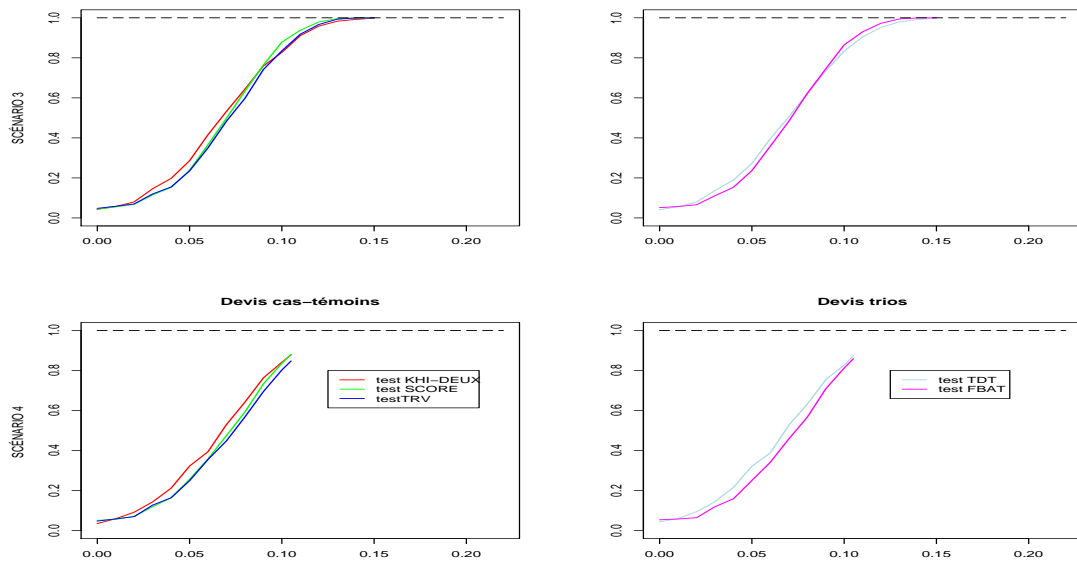 SCÉNARIO 3
1.0
0.8
0.6
0.4
0.2
0.0
0.00 0.05 0.10 0.15 0.20
0.00 0.05 0.10 0.15 0.20
1.0
0.8
0.6
0.4
0.2
0.0
Devis cas−témoins
Devis trios
SCÉNARIO 4
1.0
0.8
0.6
0.4
0.2
0.0
test KHI−DEUX
test SCORE
testTRV
0.00 0.05 0.10 0.15 0.20
1.0
0.8
0.6
0.4
0.2
0.0
test TDT
test FBAT
0.00 0.05 0.10 0.15 0.20